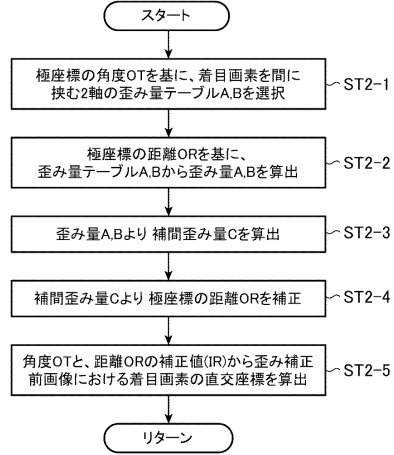 スタート
極座標の角度OTを基に、着目画素を間に
挟む2軸の歪み量テーブルA,Bを選択
ST2-1
極座標の距離ORを基に、
歪み量テーブルA,Bから歪み量A,Bを算出
ST2-2
歪み量A,Bより 補間歪み量Cを算出
ST2-3
補間歪み量Cより 極座標の距離ORを補正
ST2-4
角度OTと、距離ORの補正値(IR)から歪み補正
前画像における着目画素の直交座標を算出
ST2-5
リターン